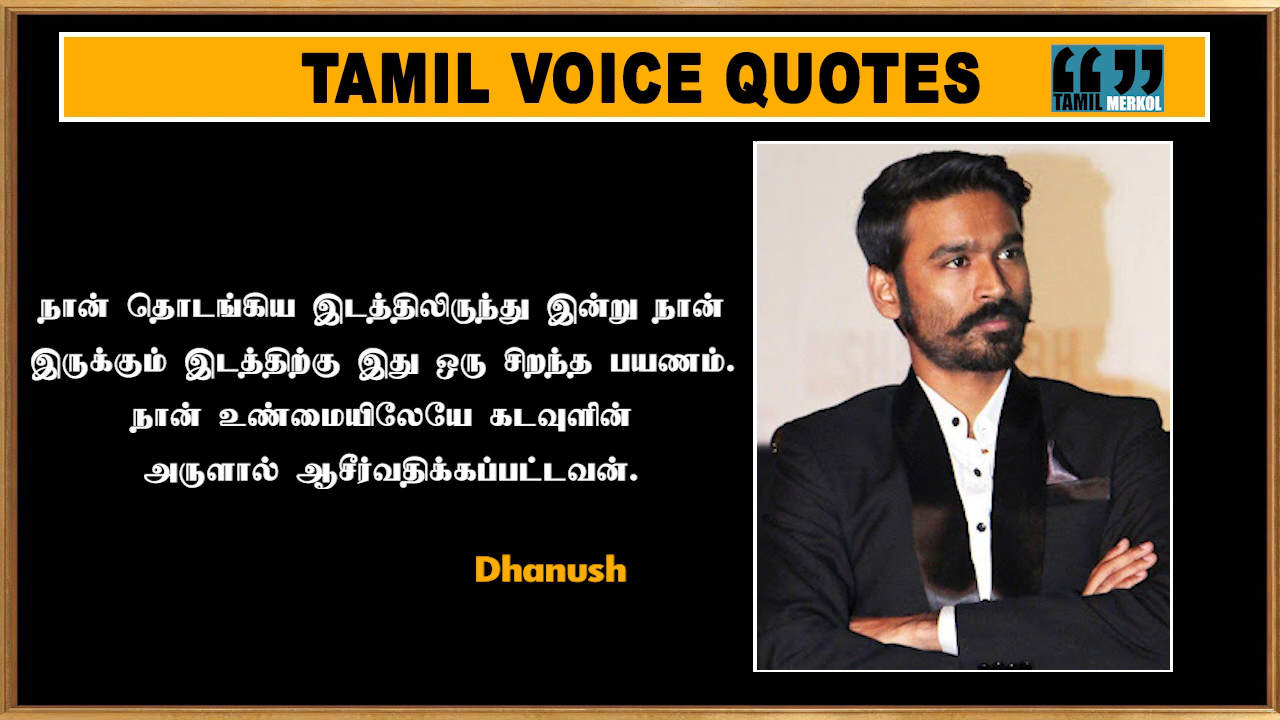 TAMIL VOICE QUOTES
TAMIL MERKOL
நான் தொடங்கிய இடத்திலிருந்து இன்று நான்
இருக்கும் இடத்திற்கு இது ஒரு சிறந்த பயணம்.
நான் உண்மையிலேயே கடவுளின்
அருளால் ஆசீர்வதிக்கப்பட்டவன்.
Dhanush